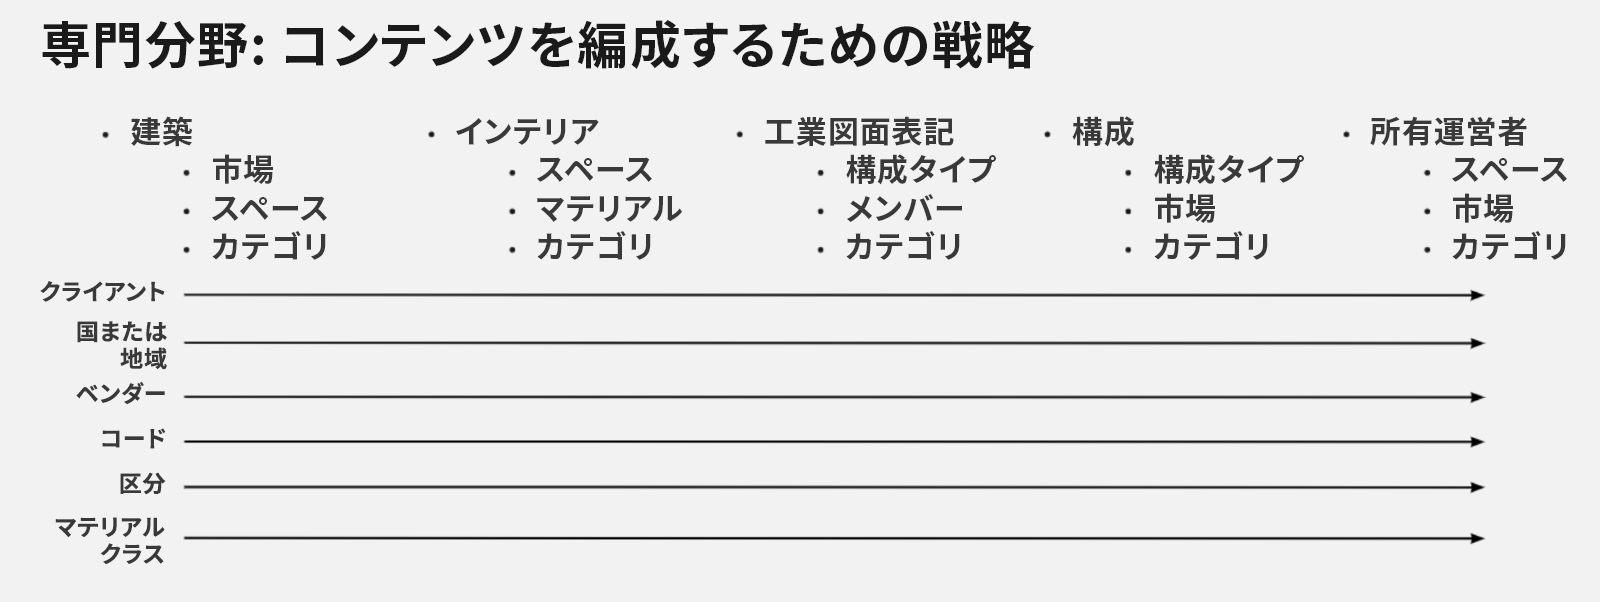 専門分野: コンテンツを編成するための戦略
・ 建築
・ 市場
・ スペース
・ カテゴリ
・ インテリア
・ スペース
・ マテリアル
・ カテゴリ
・ 工業図面表記
・ 構成タイプ
・ メンバー
・ カテゴリ
・ 構成
・ 構成タイプ
・ 市場
・ カテゴリ
・ 所有運営者
・ スペース
・ 市場
・ カテゴリ
クライアント
国または
地域
ベンダー
コード
区分
マテリアル
クラス